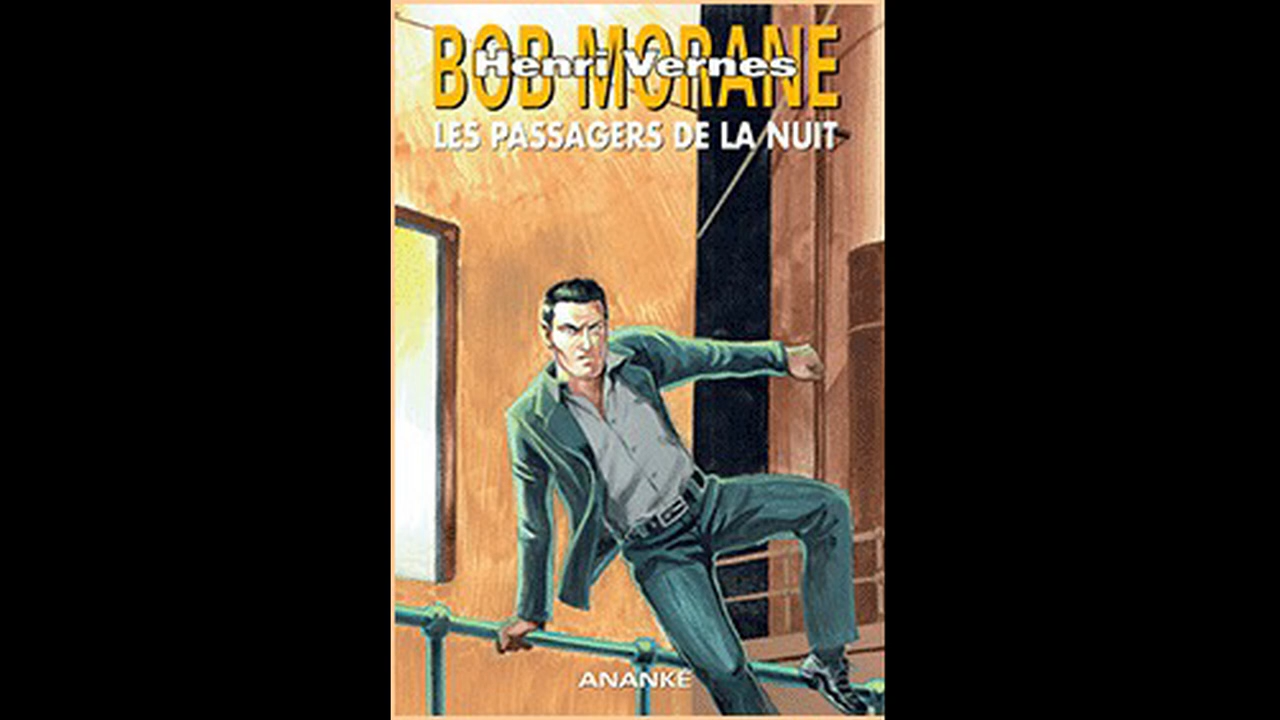 BOB MORANE
Henri Vernes
LES PASSAGERS DE LA NUIT
ANANKÉ